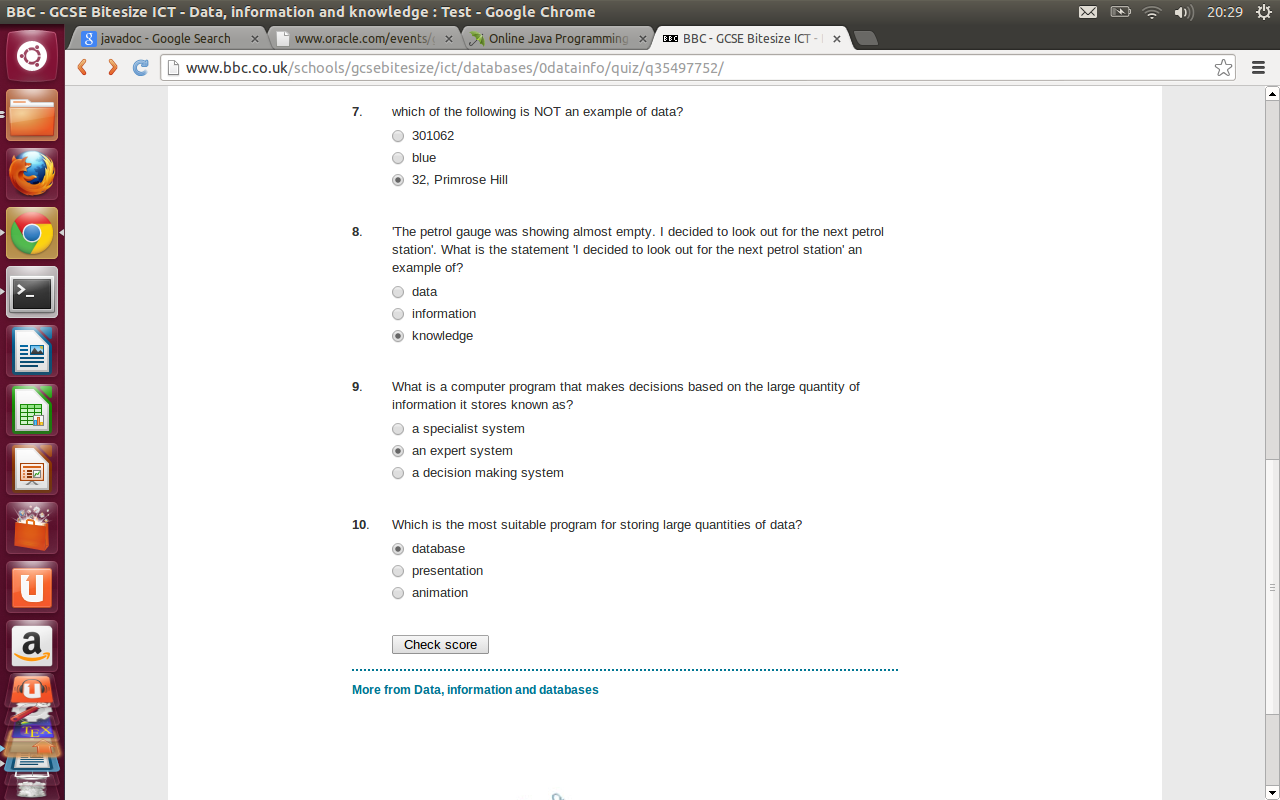 BBC - GCSE Bitesize ICT - Data, information and knowledge : Test - Google Chrome
20:29
javadoc - Google Search
www.oracle.com/events/
Online Java Programming
BBC - GCSE Bitesize ICT -
www.bbc.co.uk/schools/gcsebitesize/ict/databases/0datainfo/quiz/q35497752/
7. which of the following is NOT an example of data?
301062
blue
32, Primrose Hill
8. 'The petrol gauge was showing almost empty. I decided to look out for the next petrol
station'. What is the statement 'I decided to look out for the next petrol station' an
example of?
data
information
knowledge
9. What is a computer program that makes decisions based on the large quantity of
information it stores known as?
a specialist system
an expert system
a decision making system
10. Which is the most suitable program for storing large quantities of data?
database
presentation
animation
Check score
More from Data, information and databases